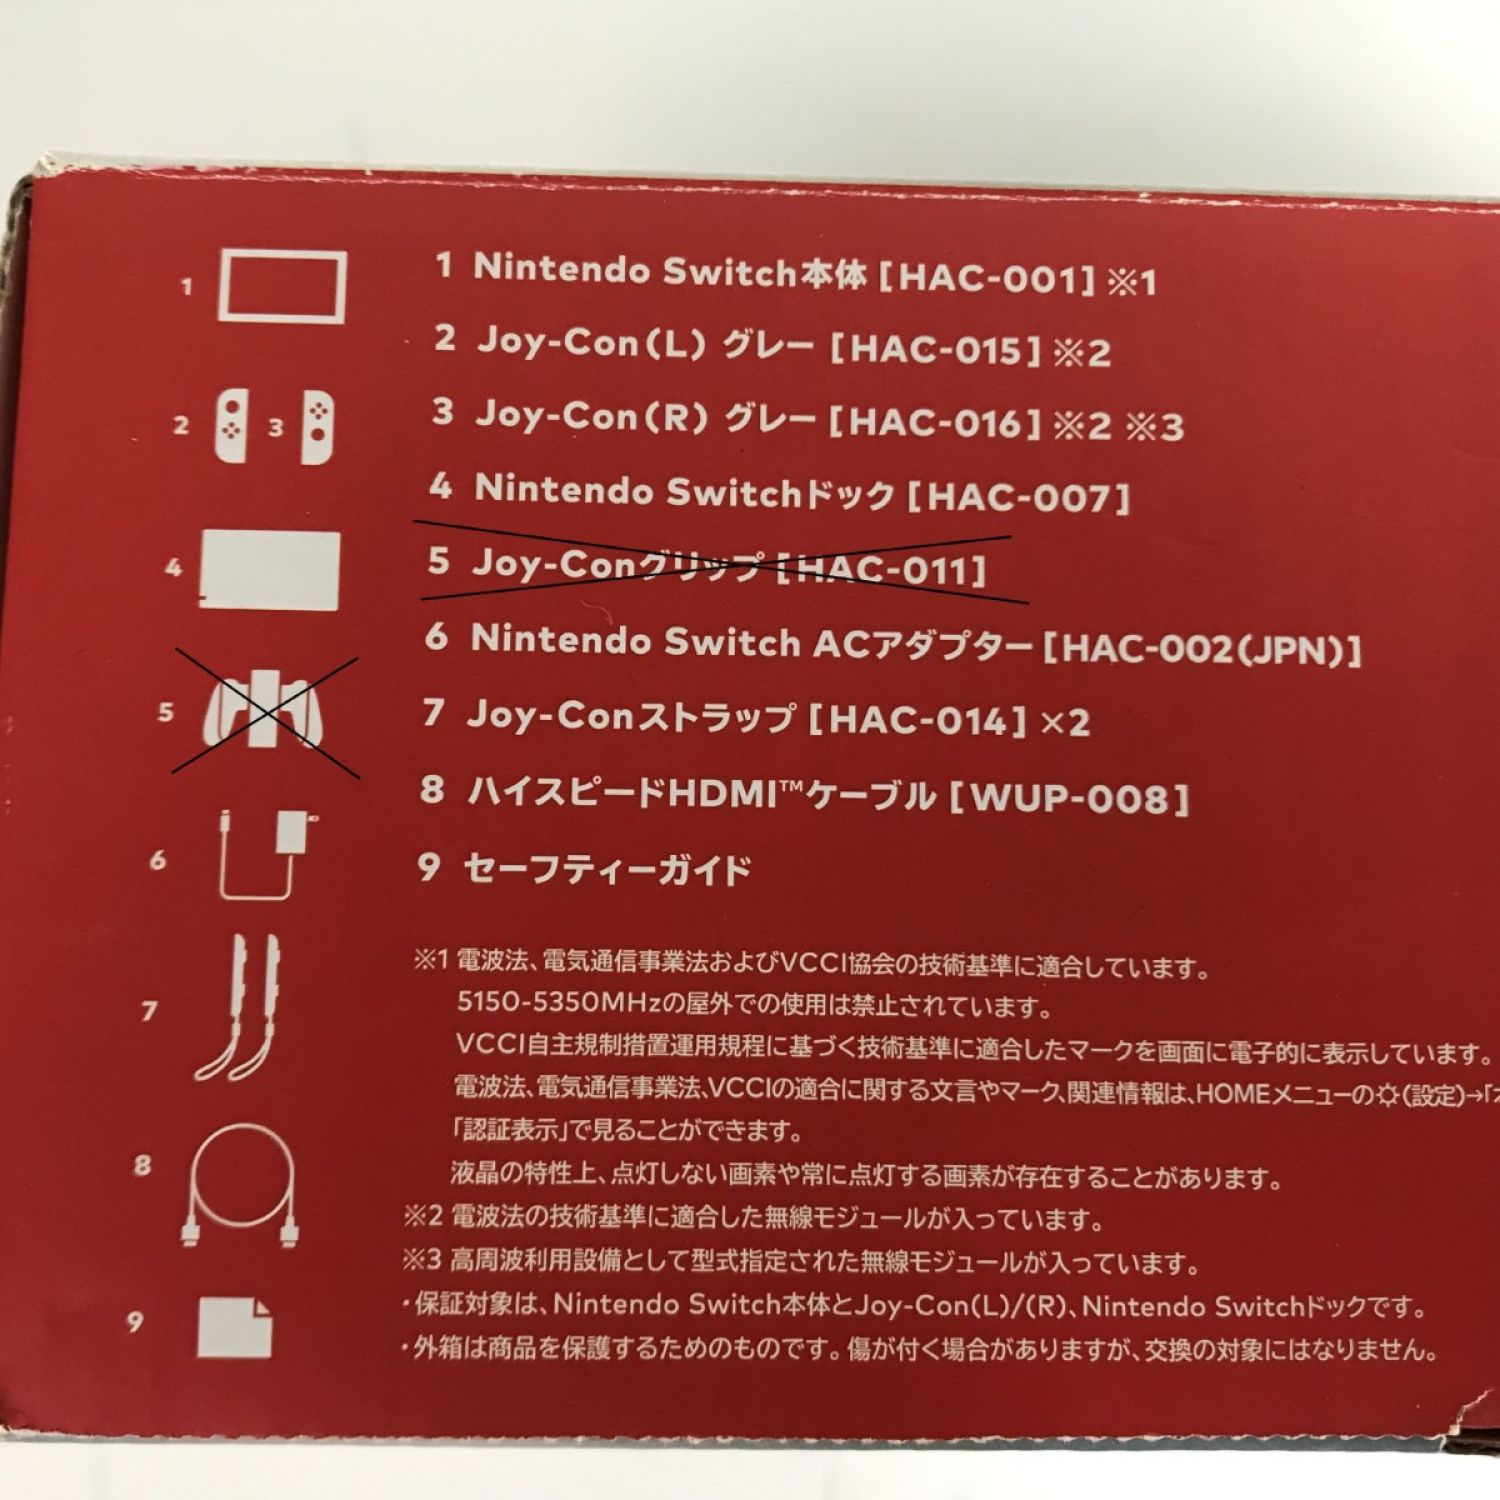 1 Nintendo Switch本体[HAC-001]※1
2 Joy-Con(L) グレー[HAC-015]※2
3 Joy-Con(R) グレー[HAC-016]※2 ※3
4 Nintendo Switchドック[HAC-007]
5 Joy-Conグリップ[HAC-011]
6 Nintendo Switch ACアダプター[HAC-002(JPN)]
7 Joy-Conストラップ[HAC-014]×2
8 ハイスピードHDMI™ケーブル[WUP-008]
9 セーフティーガイド
1
2 3
4
5
6
7
8
9
※1 電波法、電気通信事業法およびVCCI協会の技術基準に適合しています。
5150-5350MHzの屋外での使用は禁止されています。
VCCI自主規制措置運用規程に基づく技術基準に適合したマークを画面に電子的に表示しています。
電波法、電気通信事業法、VCCIの適合に関する文言やマーク、関連情報は、HOMEメニューの(設定)→「
「認証表示」で見ることができます。
液晶の特性上、点灯しない画素や常に点灯する画素が存在することがあります。
※2 電波法の技術基準に適合した無線モジュールが入っています。
※3 高周波利用設備として型式指定された無線モジュールが入っています。
・保証対象は、Nintendo Switch本体とJoy-Con(L)/(R)、Nintendo Switchドックです。
・外箱は商品を保護するためのものです。傷が付く場合がありますが、交換の対象にはなりません。